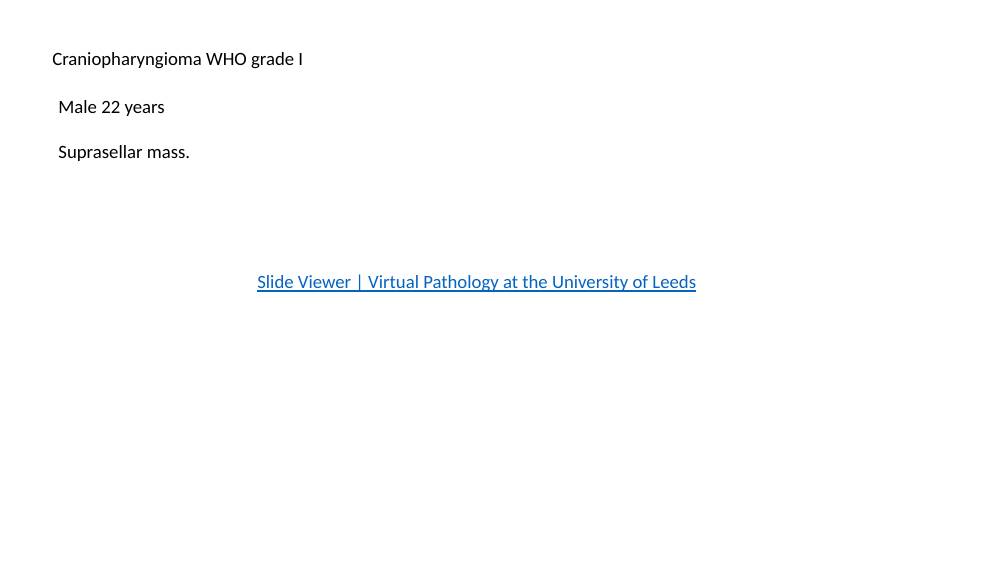 Craniopharyngioma WHO grade I
Male 22 years
Suprasellar mass.
Slide Viewer | Virtual Pathology at the University of Leeds